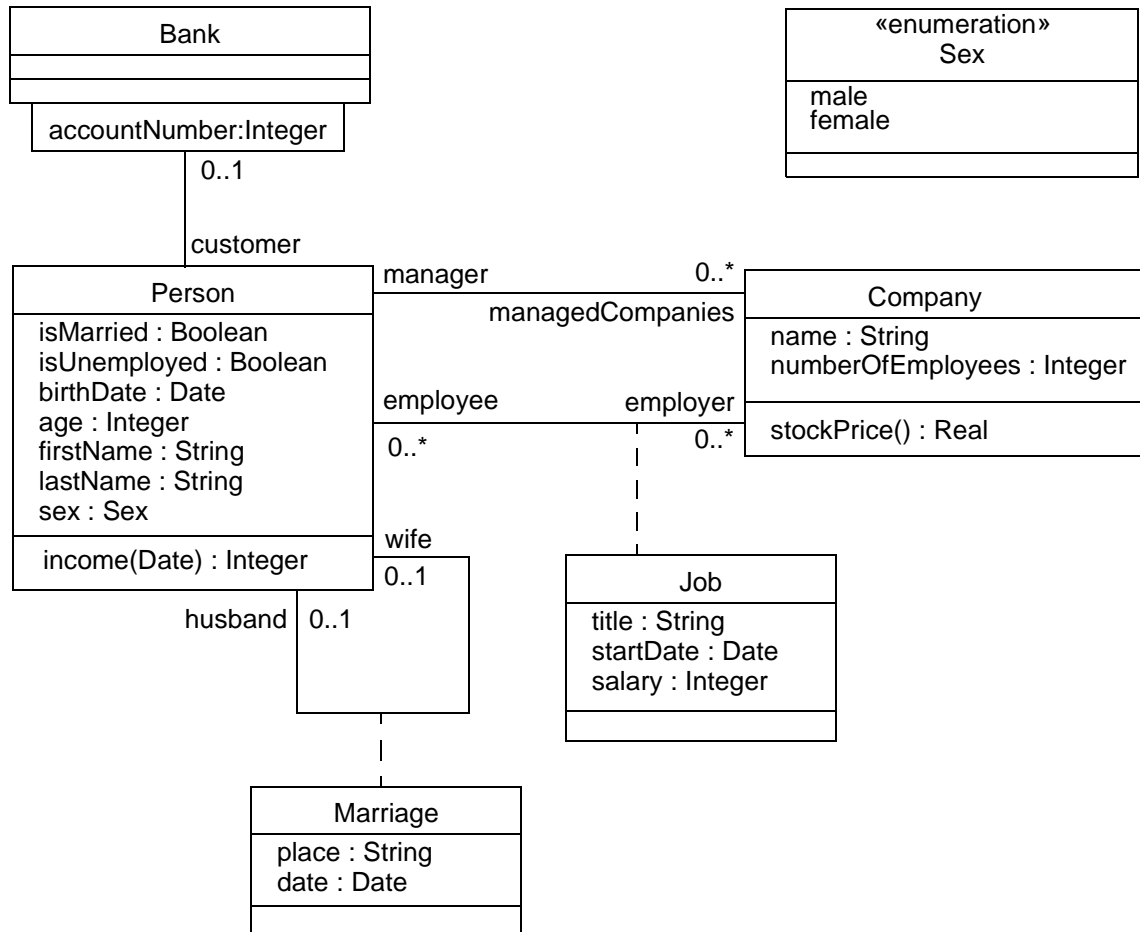 Bank
accountNumber:Integer
0..1
customer
«enumeration»
Sex
male
female
Person
isMarried : Boolean
isUnemployed : Boolean
birthDate : Date
age : Integer
firstName : String
lastName : String
sex : Sex
income(Date) : Integer
manager
0..*
managedCompanies
employee
employer
0..*
0..*
Company
name : String
numberOfEmployees : Integer
stockPrice() : Real
wife
0..1
husband
0..1
Job
title : String
startDate : Date
salary : Integer
Marriage
place : String
date : Date